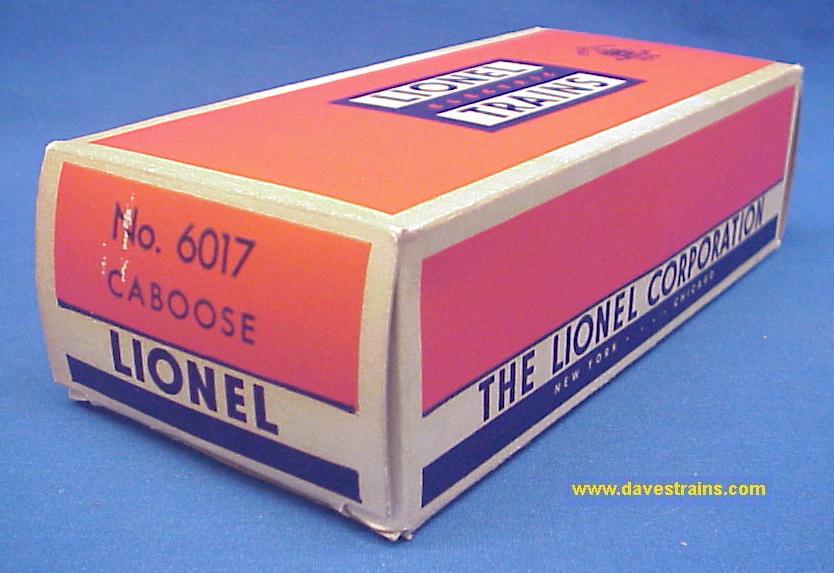 LIONEL
ELECTRIC
TRAINS
No. 6017
CABOOSE
LIONEL
THE LIONEL CORPORATION
NEW YORK · · · · CHICAGO
www.davestrains.com